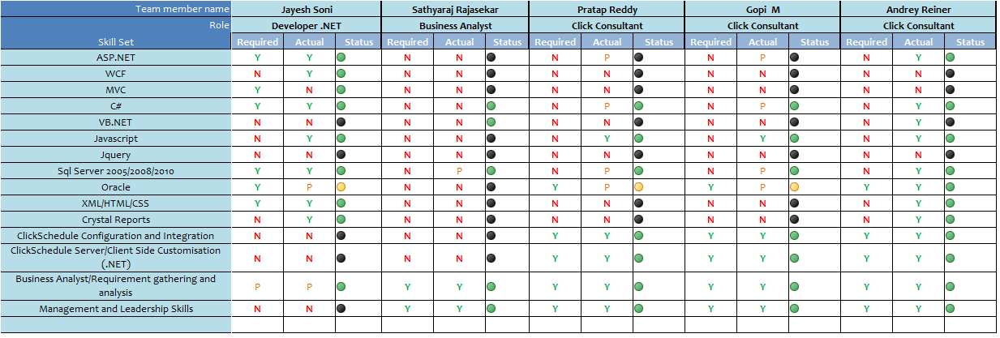 Team member name Jayesh Soni Sathyaraj Rajasekar Pratap Reddy Gopi M Andrey Reiner
Role Developer .NET Business Analyst Click Consultant Click Consultant Click Consultant
Skill Set Required Actual Status Required Actual Status Required Actual Status Required Actual Status Required Actual Status
ASP.NET Y Y N N N P N P N Y
WCF N Y N N N N N N N N
MVC Y N N N N N N N N N
C# Y Y N N N P N P N Y
VB.NET N N N N N N N N N Y
Javascript N Y N N N Y N Y N Y
Jquery N N N N N N N N N N
Sql Server 2005/2008/2010 Y Y N P N P N P N Y
Oracle Y P N N Y P Y P Y Y
XML/HTML/CSS Y Y N N N N N N N Y
Crystal Reports N Y N N N N N N N Y
ClickSchedule Configuration and Integration N N N N Y Y Y Y Y Y
ClickSchedule Server/Client Side Customisation
(.NET) N N N N Y Y Y Y Y Y
Business Analyst/Requirement gathering and
analysis P P Y Y Y Y Y Y Y Y
Management and Leadership Skills N N Y Y Y Y Y Y Y Y